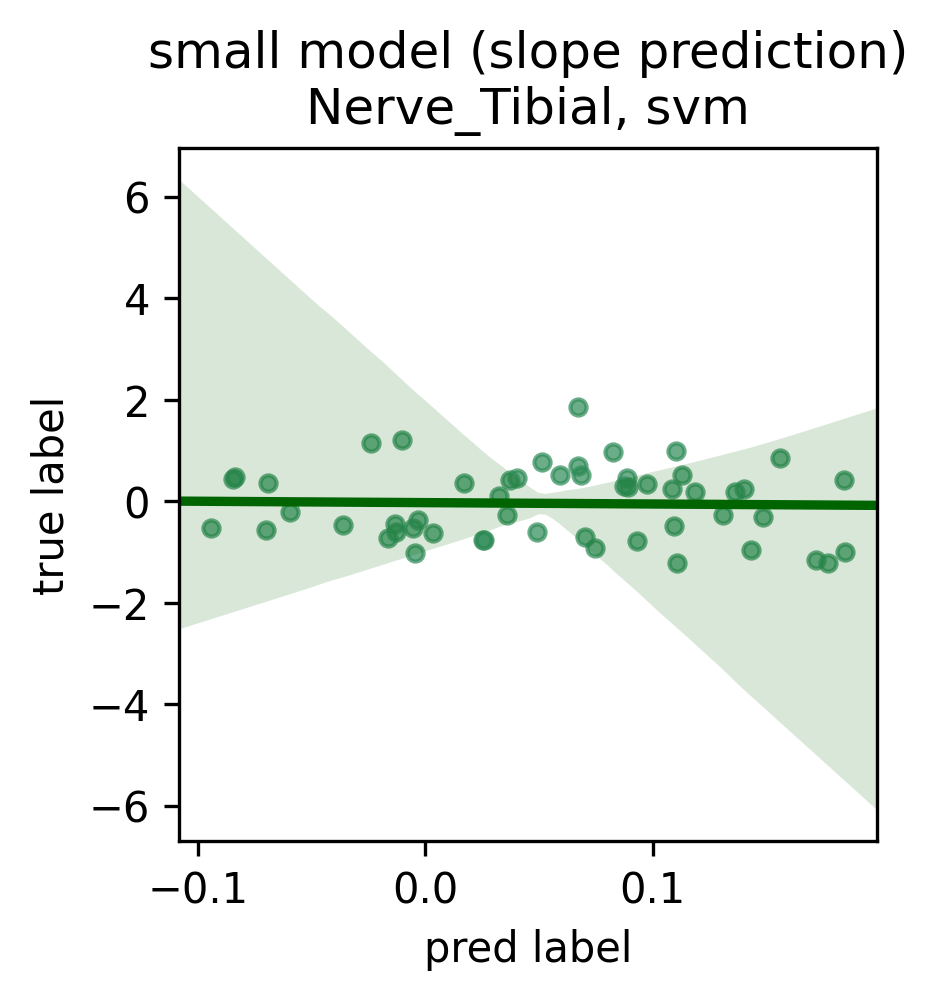 small model (slope prediction)
Nerve_Tibial, svm
6
4
2
0
−2
−4
−6
true label
−0.1
0.0
0.1
pred label